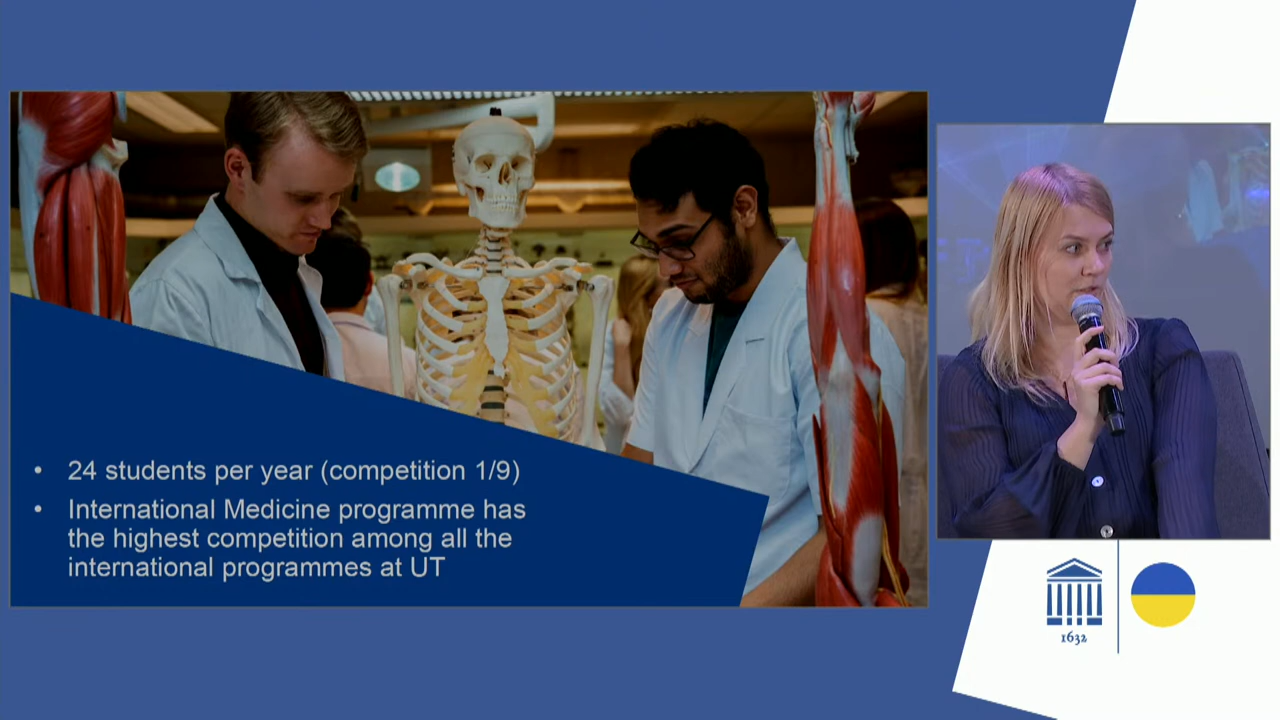 • 24 students per year (competition 1/9)
• International Medicine programme has
the highest competition among all the
international programmes at UT
1632